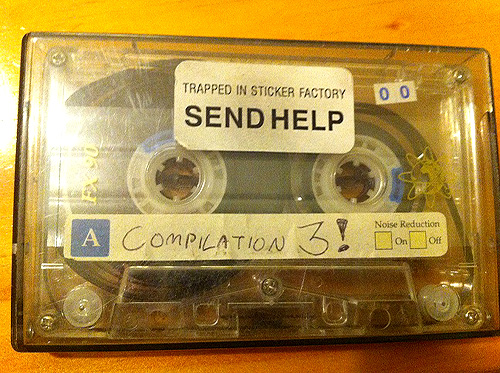 TRAPPED IN STICKER FACTORY
SEND HELP
0 0
FX 90
A
COMPILATION 3!
Noise Reduction
On Off